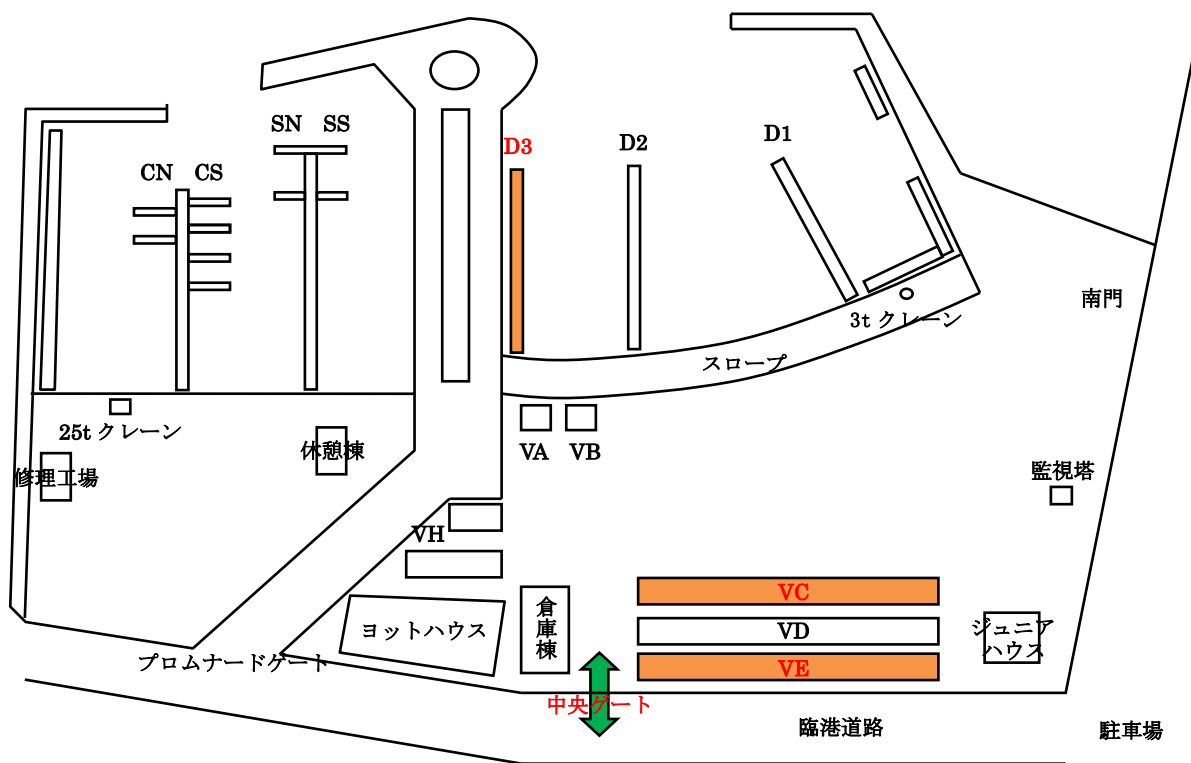 SN SS
D3
D2
D1
CN CS
南門
3t クレーン
スロープ
25t クレーン
休憩棟
VA
VB
修理工場
監視塔
VH
VC
倉庫棟
ヨットハウス
VD
ジュニア
ハウス
プロムナードゲート
VE
中央ゲート
臨港道路
駐車場